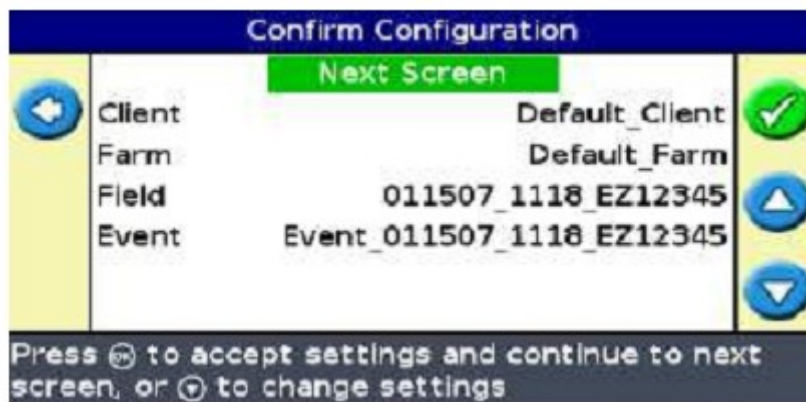 Confirm Configuration
Next Screen
Client Default_Client
Farm Default_Farm
Field 011507_1118_EZ12345
Event Event_011507_1118_EZ12345
Press OK to accept settings and continue to next
screen, or to change settings